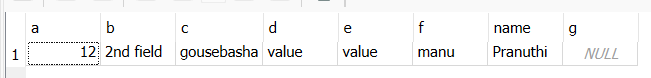 a b c d e f name g
1 12 2nd field gousebasha value value manu Pranuthi NULL